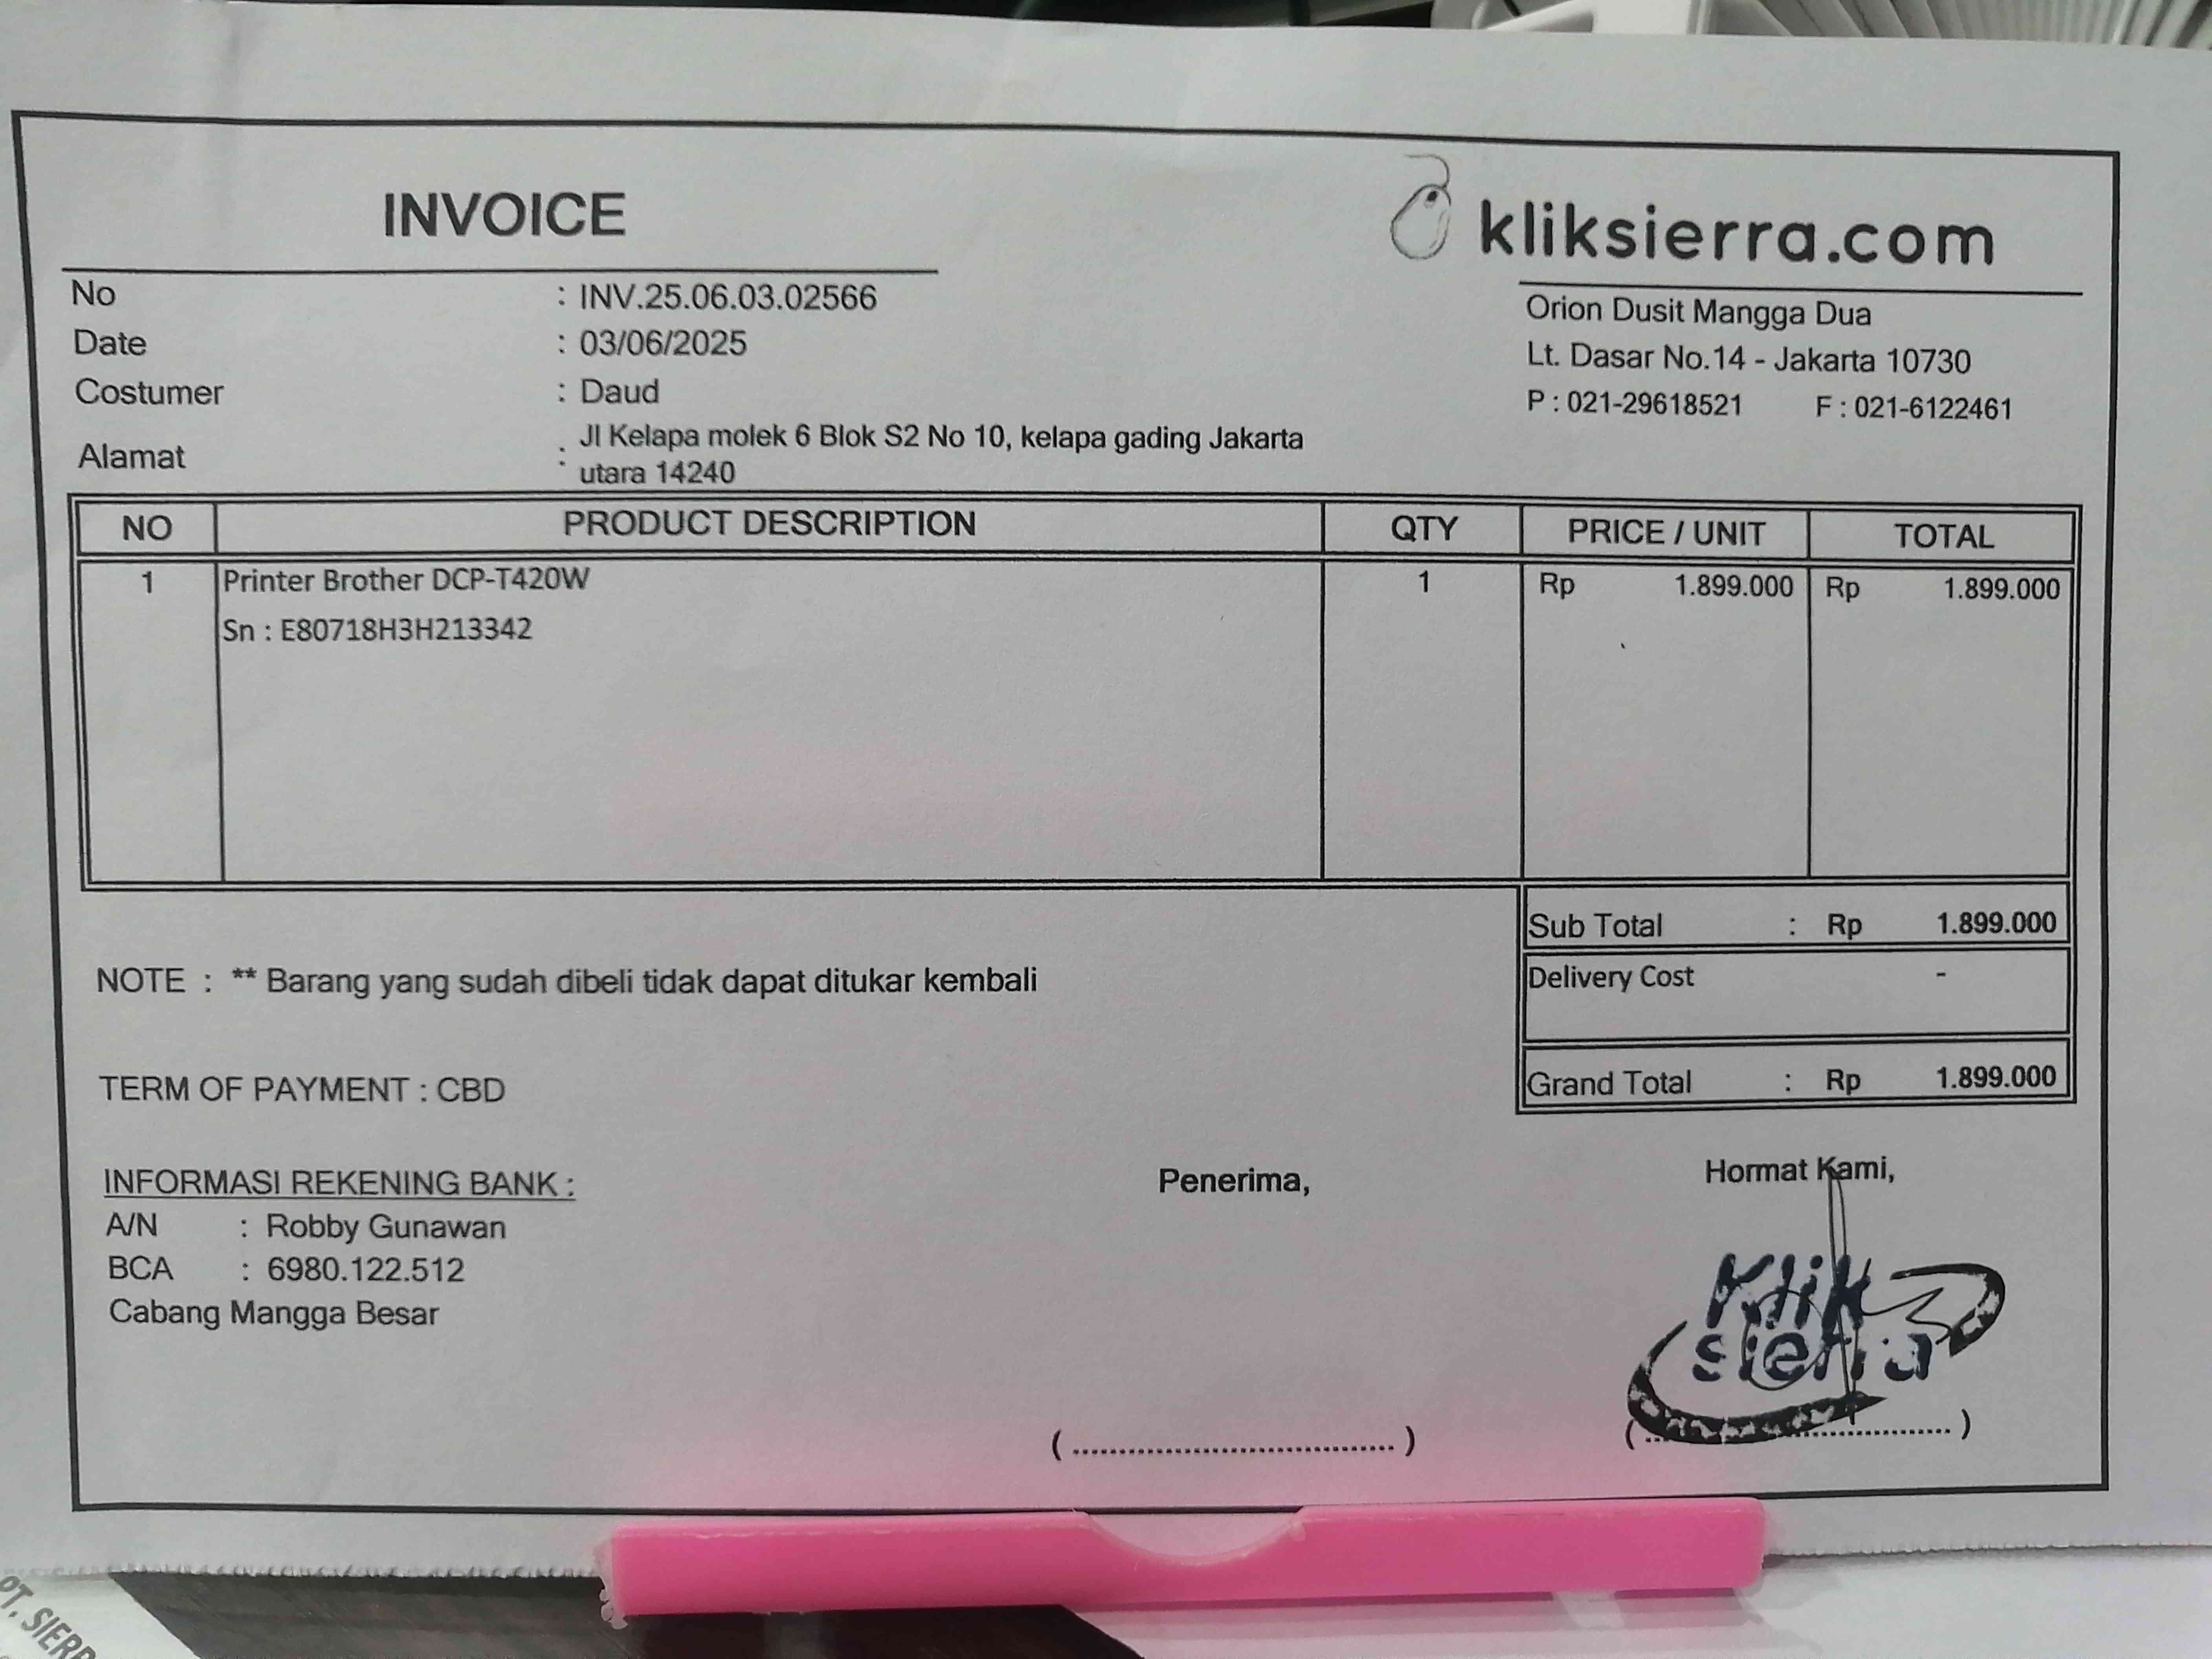 INVOICE
kliksierra.com
No : INV.25.06.03.02566
Date : 03/06/2025
Costumer : Daud
Alamat : Jl Kelapa molek 6 Blok S2 No 10, kelapa gading Jakarta
utara 14240
Orion Dusit Mangga Dua
Lt. Dasar No.14 - Jakarta 10730
P : 021-29618521 F : 021-6122461
NO PRODUCT DESCRIPTION QTY PRICE / UNIT TOTAL
1 Printer Brother DCP-T420W 1 Rp 1.899.000 Rp 1.899.000
Sn : E80718H3H213342
Sub Total : Rp 1.899.000
Delivery Cost -
Grand Total : Rp 1.899.000
NOTE : ** Barang yang sudah dibeli tidak dapat ditukar kembali
TERM OF PAYMENT : CBD
INFORMASI REKENING BANK :
A/N : Robby Gunawan
BCA : 6980.122.512
Cabang Mangga Besar
Penerima,
( .................................... )
Hormat Kami,
Klik
sierra
( .................................... )
PT. SIERR